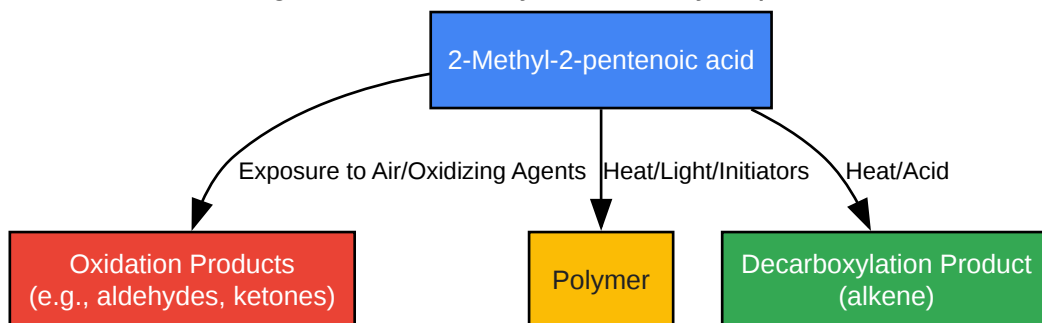 2-Methyl-2-pentenoic acid
Exposure to Air/Oxidizing Agents
Heat/Light/Initiators
Heat/Acid
Oxidation Products
(e.g., aldehydes, ketones)
Polymer
Decarboxylation Product
(alkene)